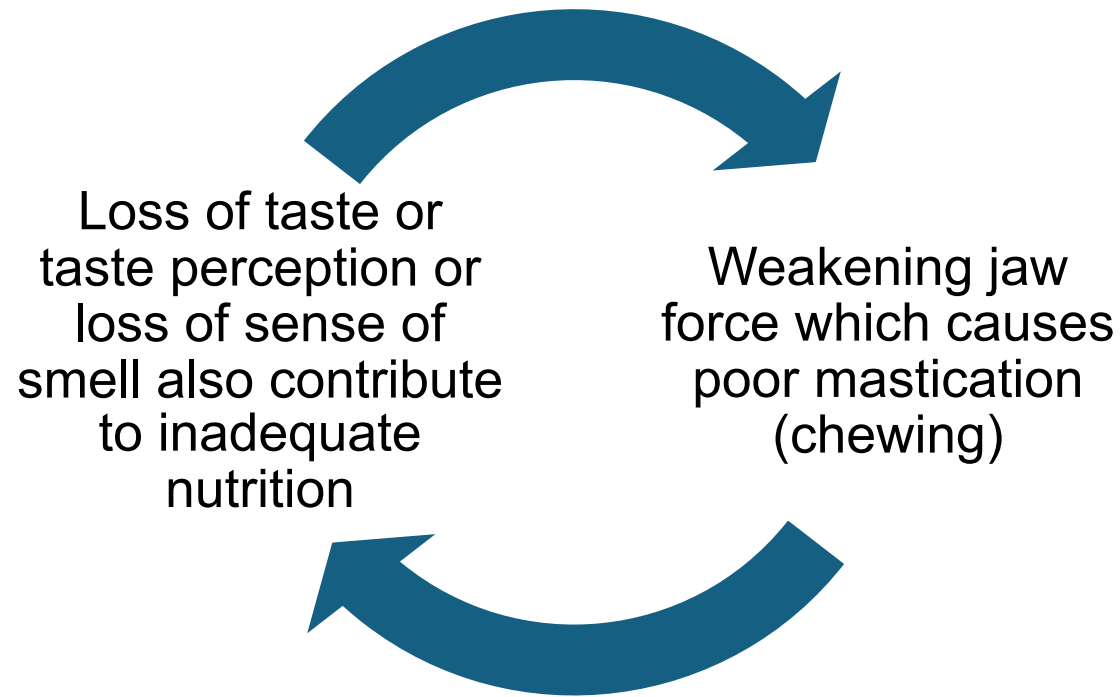 Loss of taste or
taste perception or
loss of sense of
smell also contribute
to inadequate
nutrition
Weakening jaw
force which causes
poor mastication
(chewing)